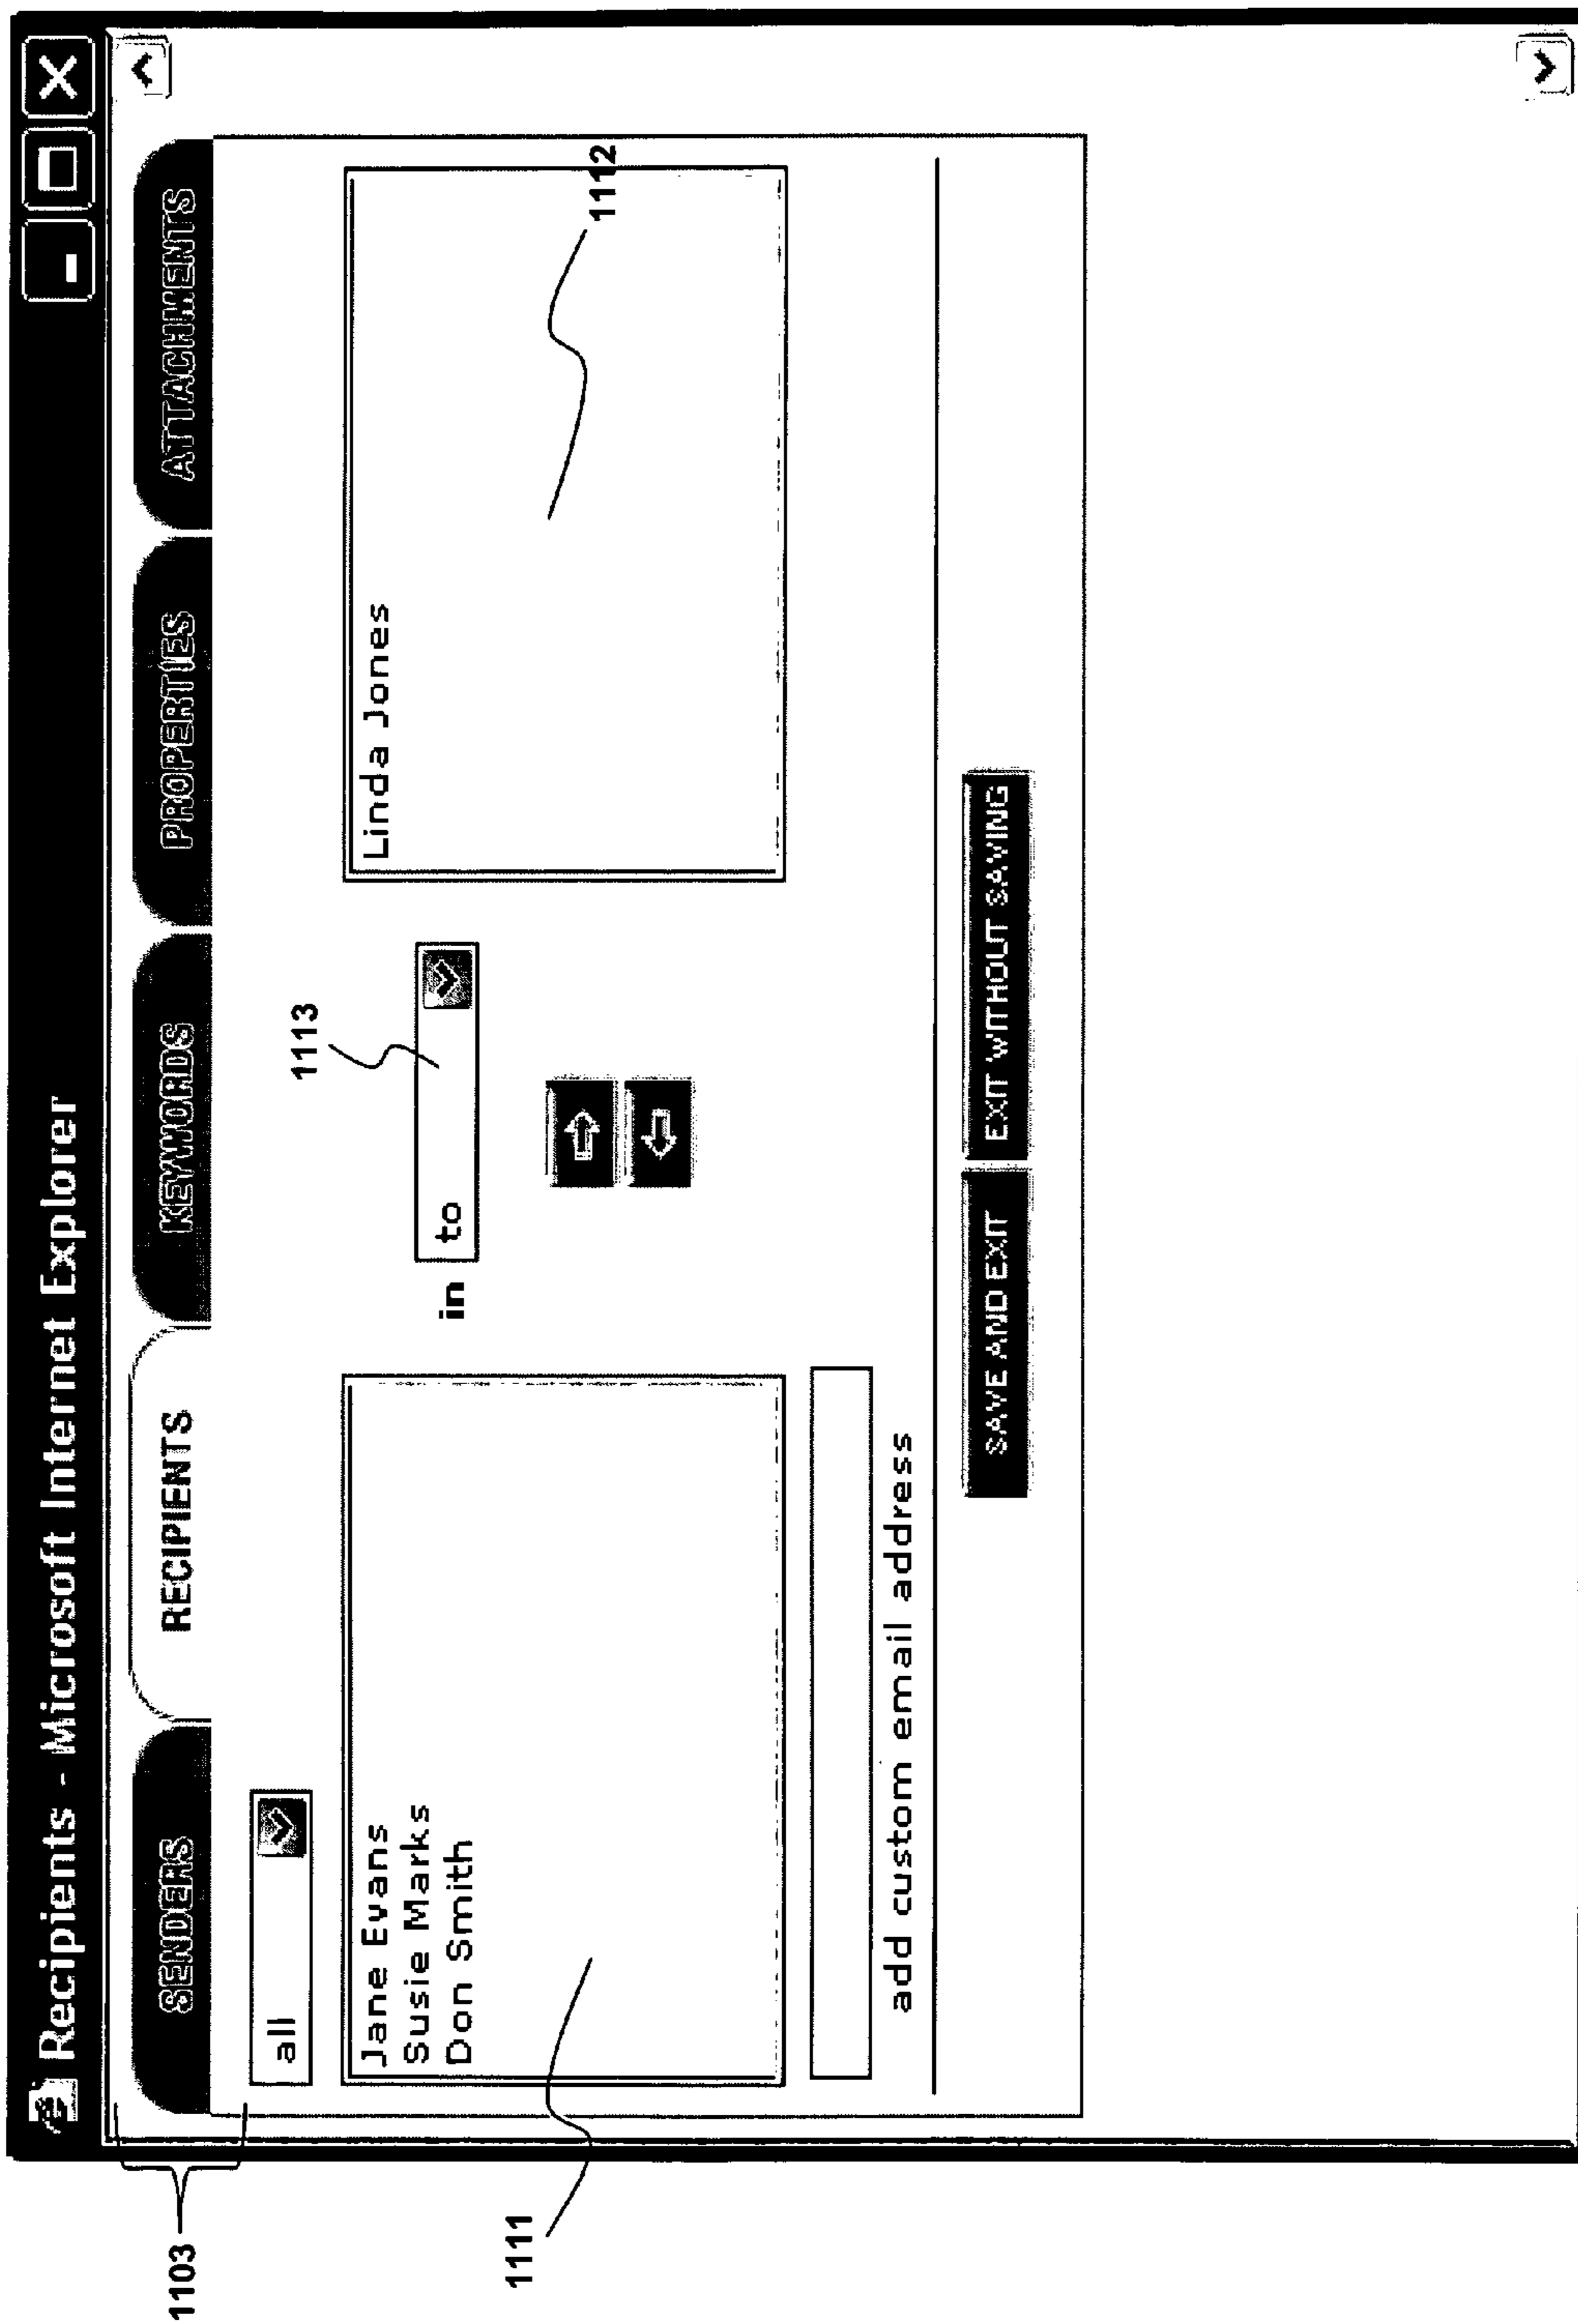 Recipients - Microsoft Internet Explorer
1103
SENDERS
RECIPIENTS
KEYWORDS
PROPERTIES
ATTACHMENTS
all
1113
Jane Evans
Susie Marks
Don Smith
in
to
Linda Jones
1111
1112
add custom email address
SAVE AND EXIT
EXIT WITHOUT SAVING